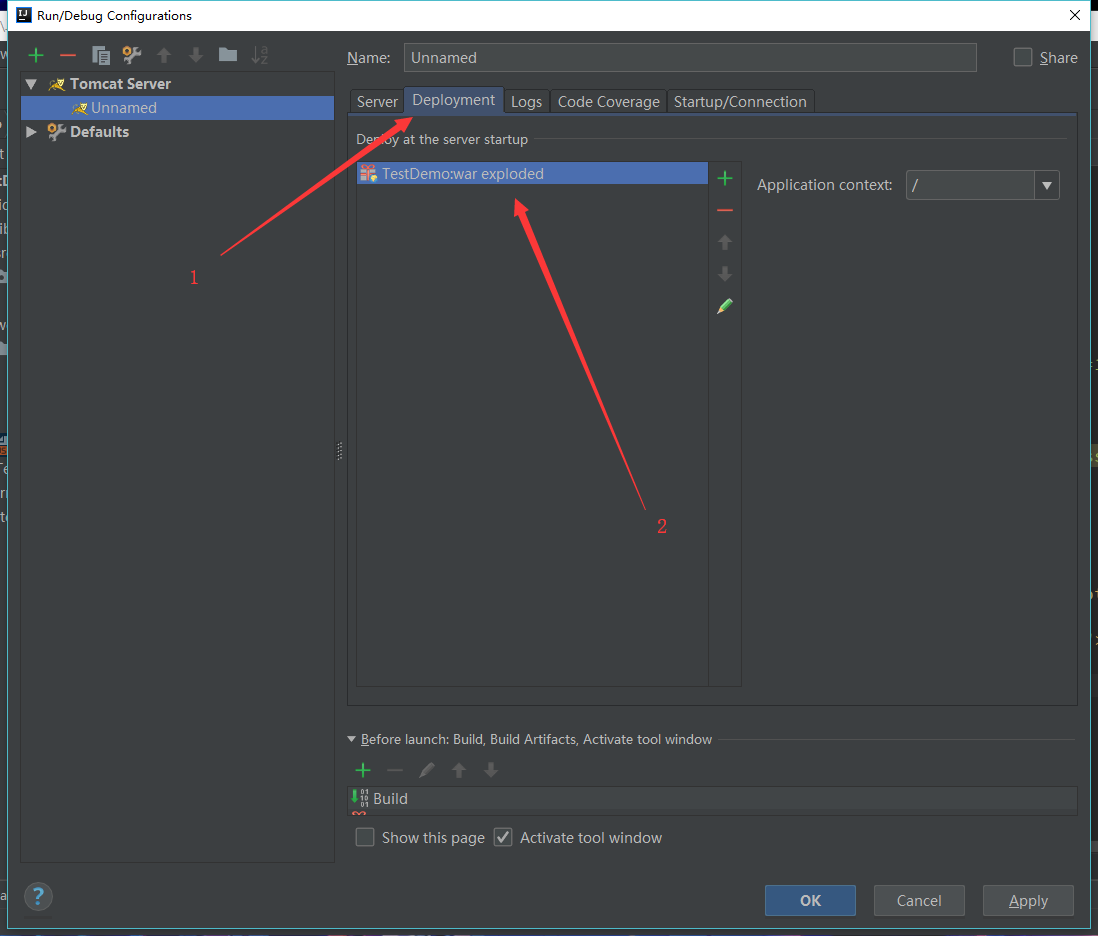 Run/Debug Configurations
Name: Unnamed
Share
Tomcat Server
Unnamed
Defaults
Server Deployment Logs Code Coverage Startup/Connection
Deploy at the server startup
TestDemo:war exploded
Application context: /
1
2
Before launch: Build, Build Artifacts, Activate tool window
Build
Show this page Activate tool window
?
OK Cancel Apply